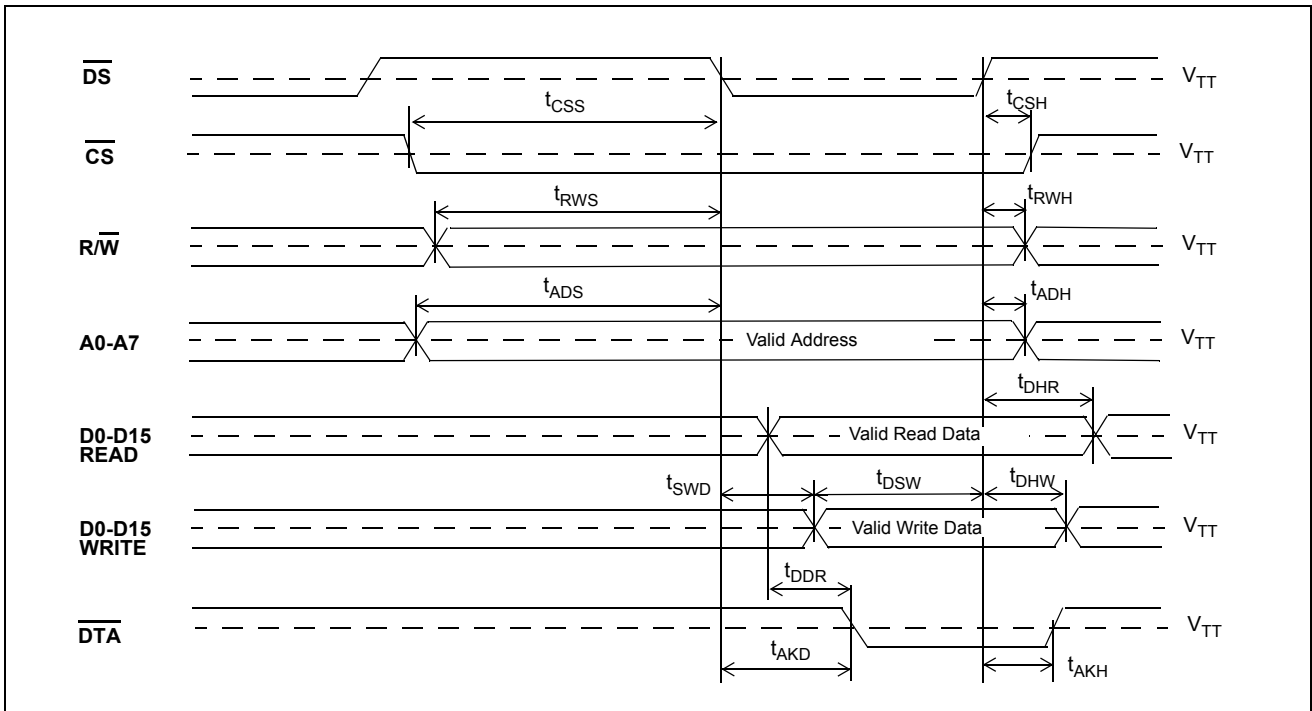 DS
VTT
tCSS
tCSH
CS
VTT
tRWS
tRWH
R/W
VTT
tADS
tADH
A0-A7
Valid Address
VTT
tDHR
D0-D15
READ
Valid Read Data
VTT
tSWD
tDSW
tDHW
D0-D15
WRITE
Valid Write Data
VTT
tDDR
DTA
VTT
tAKD
tAKH